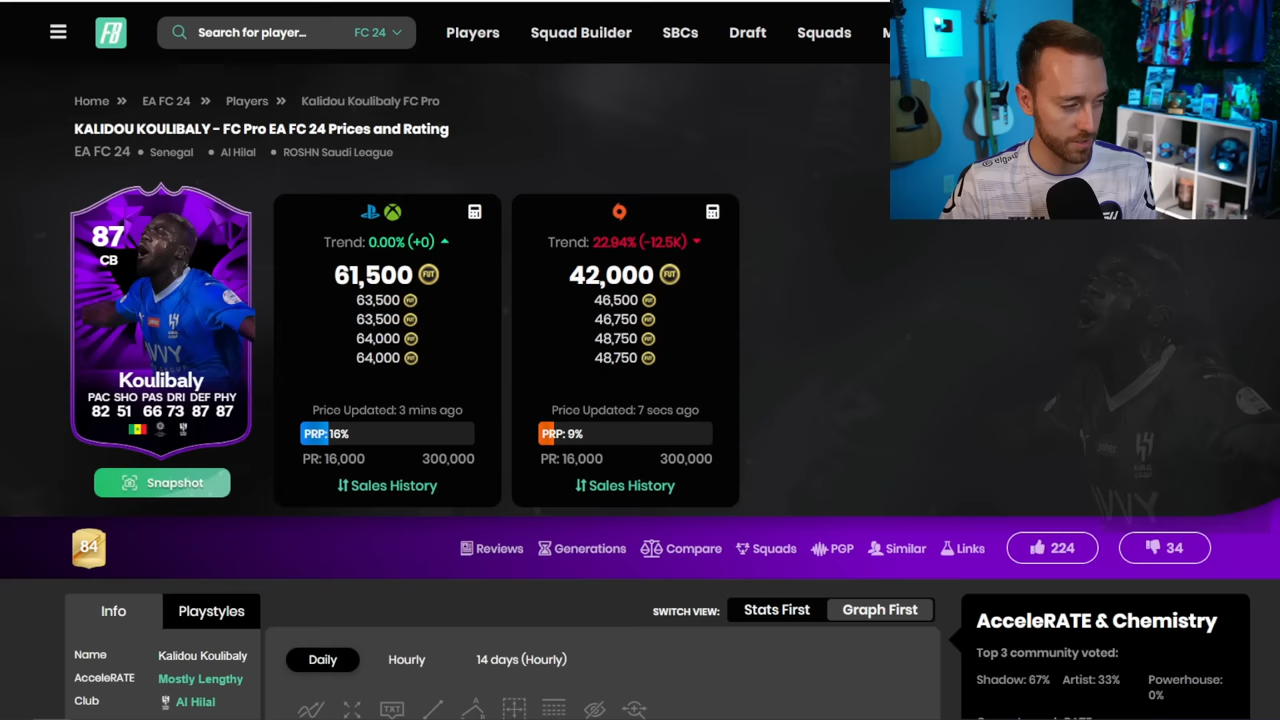 FB
Search for player...
FC 24
Players
Squad Builder
SBCs
Draft
Squads
M
Home » EA FC 24 » Players » Kalidou Koulibaly FC Pro
KALIDOU KOULIBALY - FC Pro EA FC 24 Prices and Rating
EA FC 24 • Senegal • Al Hilal • ROSHN Saudi League
87
CB
Koulibaly
PAC SHO PAS DRI DEF PHY
82 51 66 73 87 87
Snapshot
Trend: 0.00% (+0)
61,500
63,500
63,500
64,000
64,000
Price Updated: 3 mins ago
PRP: 16%
PR: 16,000 300,000
Sales History
Trend: 22.94% (-12.5K)
42,000
46,500
46,750
48,750
48,750
Price Updated: 7 secs ago
PRP: 9%
PR: 16,000 300,000
Sales History
84
Reviews
Generations
Compare
Squads
PGP
Similar
Links
224
34
Info
Playstyles
Name Kalidou Koulibaly
AcceleRATE Mostly Lengthy
Club Al Hilal
SWITCH VIEW: Stats First Graph First
Daily
Hourly
14 days (Hourly)
TXT
AcceleRATE & Chemistry
Top 3 community voted:
Shadow: 67% Artist: 33% Powerhouse:
0%